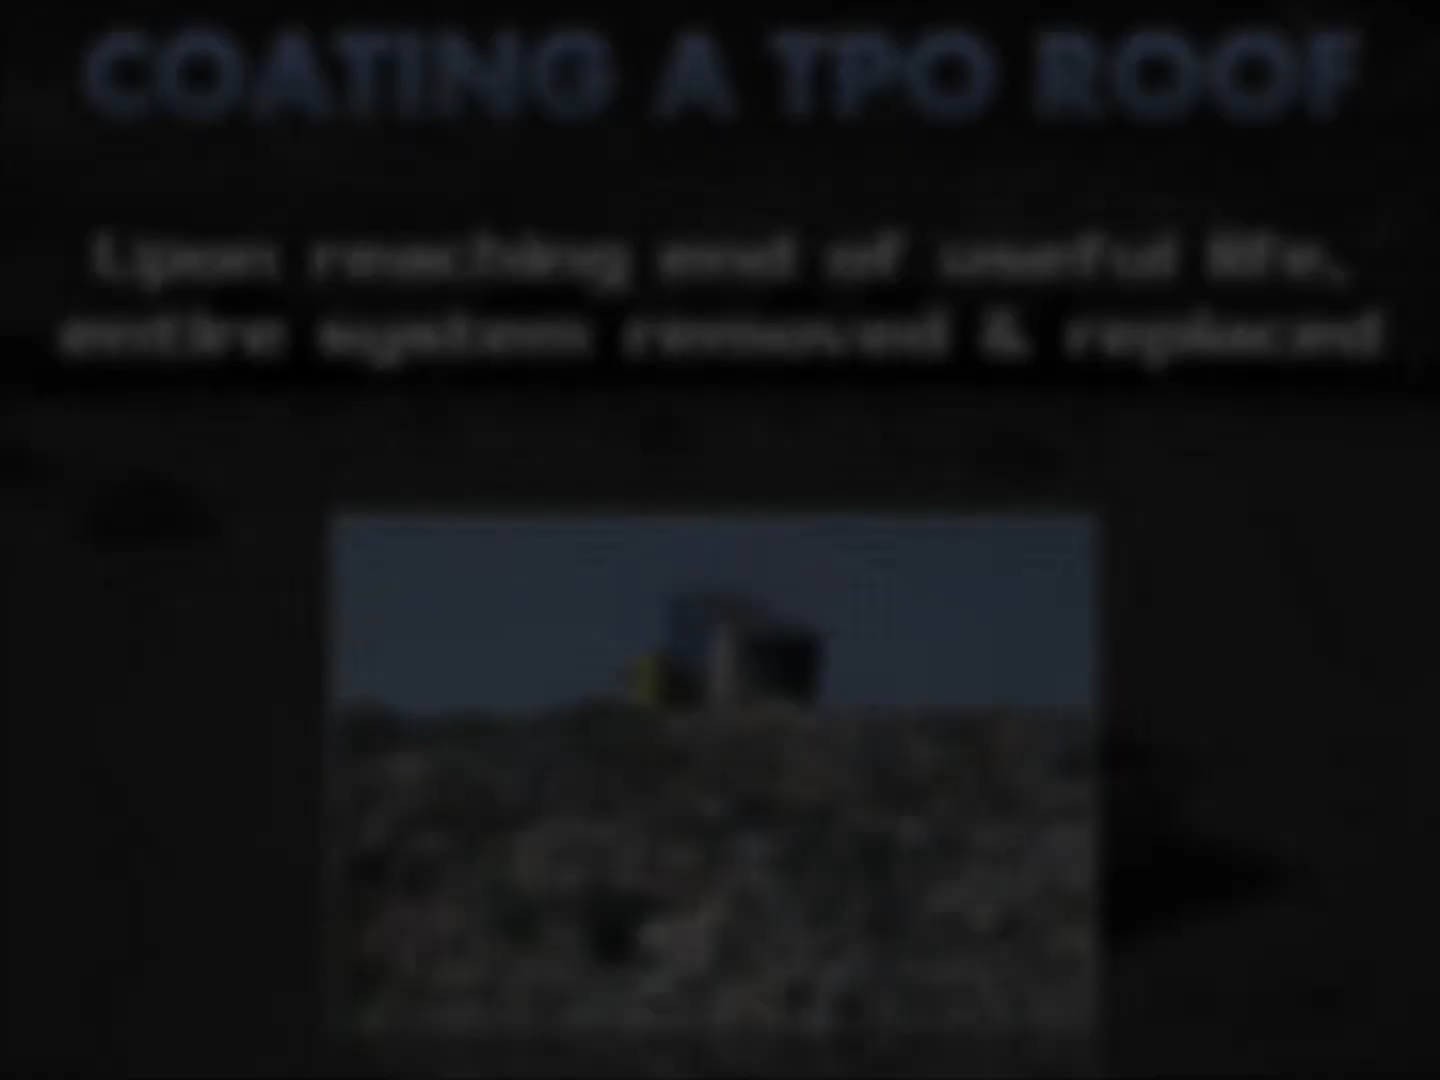 COATING A TPO ROOF
Upon reaching end of useful life,
entire system removed & replaced